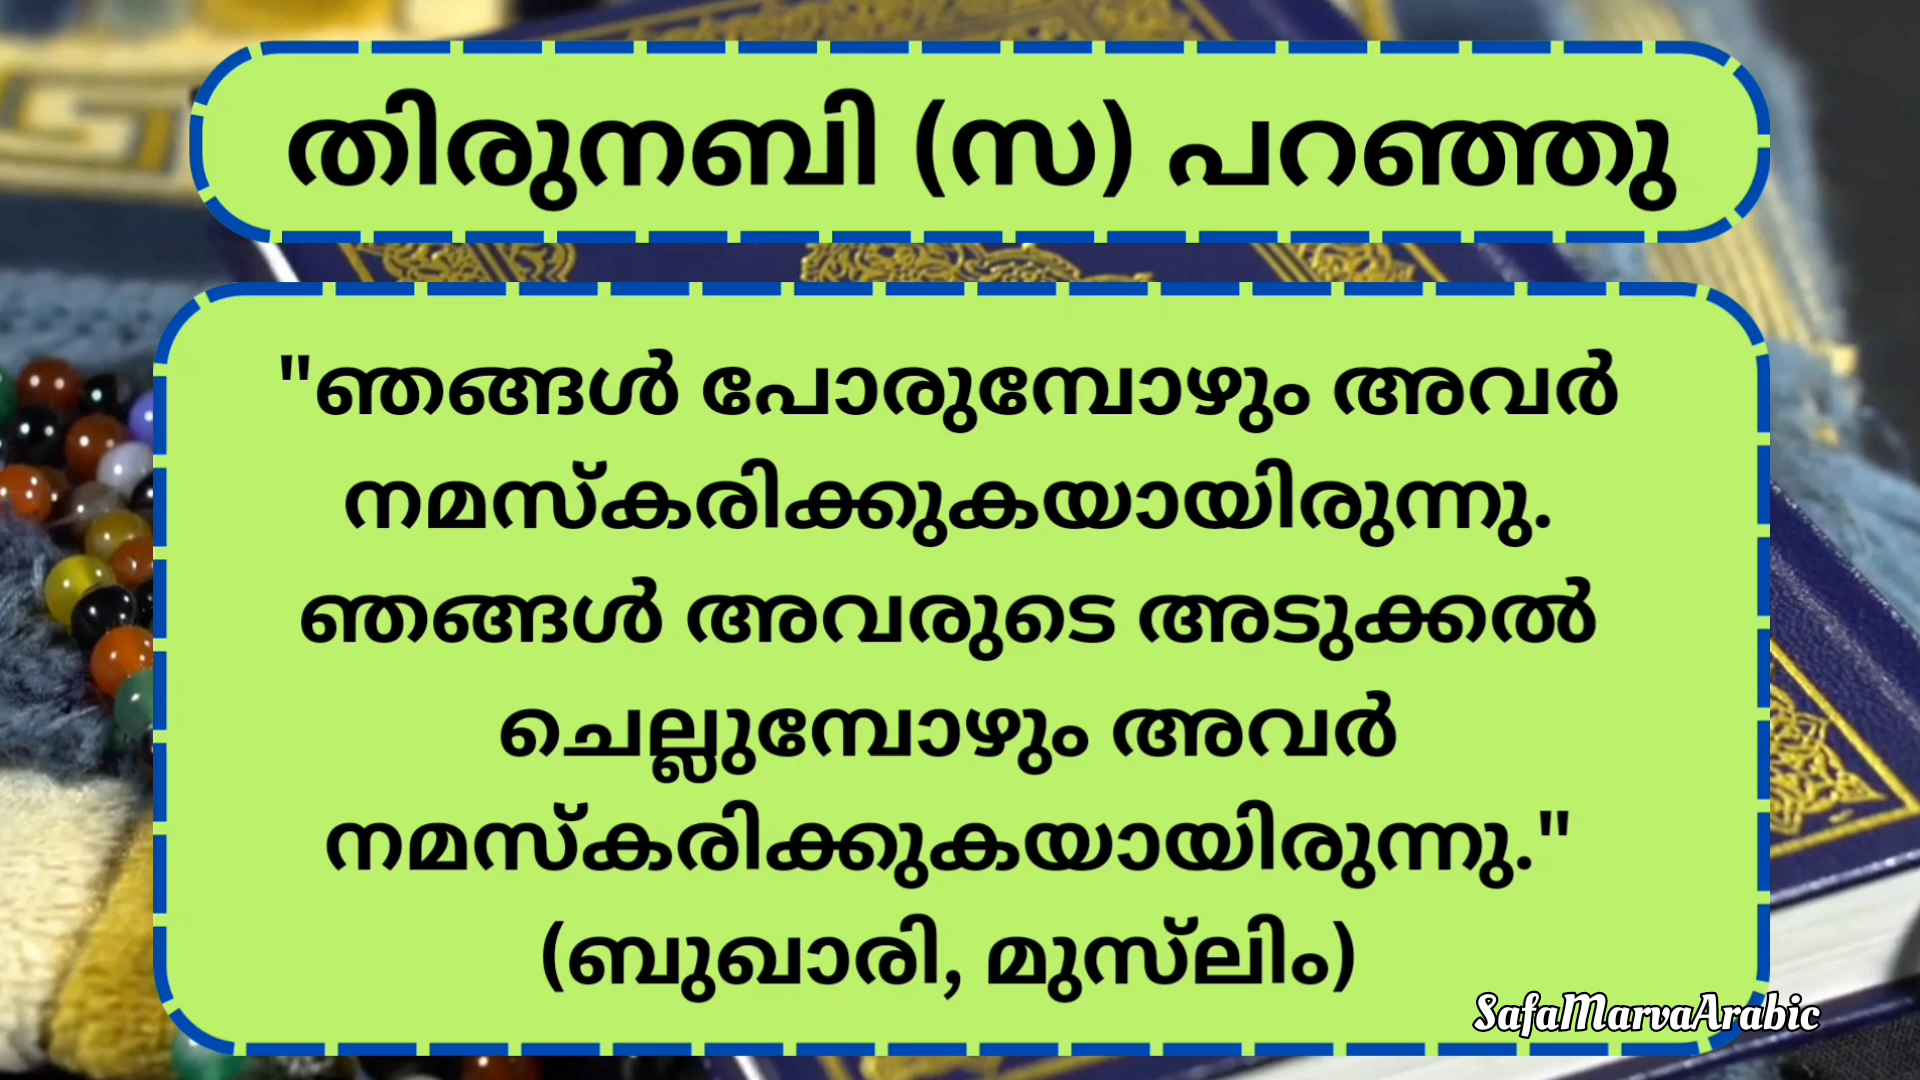 തിരുനബി (സ) പറഞ്ഞു
"ഞങ്ങൾ പോരുമ്പോഴും അവർ
നമസ്കരിക്കുകയായിരുന്നു.
ഞങ്ങൾ അവരുടെ അടുക്കൽ
ചെല്ലുമ്പോഴും അവർ
നമസ്കരിക്കുകയായിരുന്നു."
(ബുഖാരി, മുസ്‌ലിം)
SafaMarvaArabic